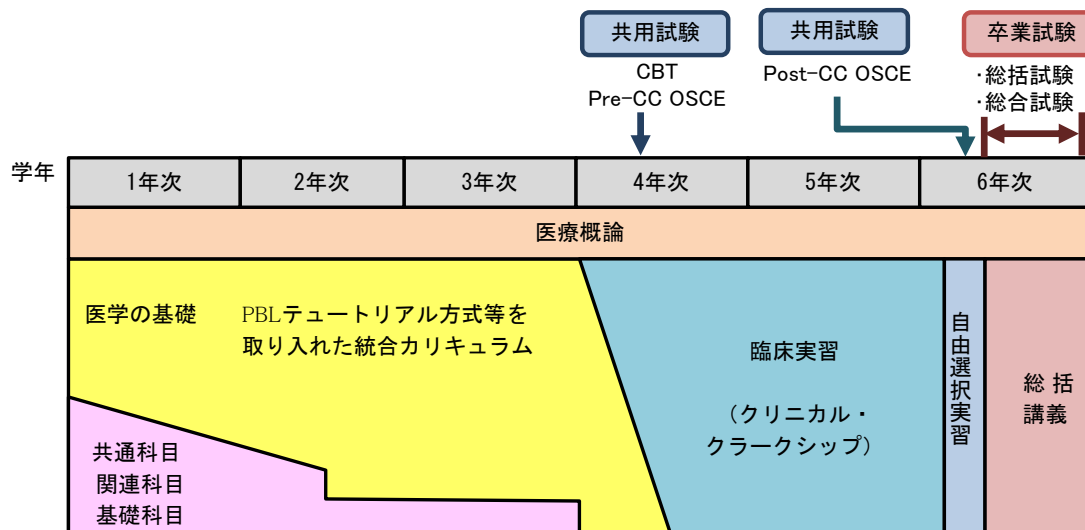 共用試験
CBT
Pre-CC OSCE
共用試験
Post-CC OSCE
卒業試験
・総括試験
・総合試験
学年
1年次
2年次
3年次
4年次
5年次
6年次
医療概論
医学の基礎
PBLテュートリアル方式等を
取り入れた統合カリキュラム
共通科目
関連科目
基礎科目
臨床実習
（クリニカル・
クラークシップ）
自由選択実習
総 括
講義